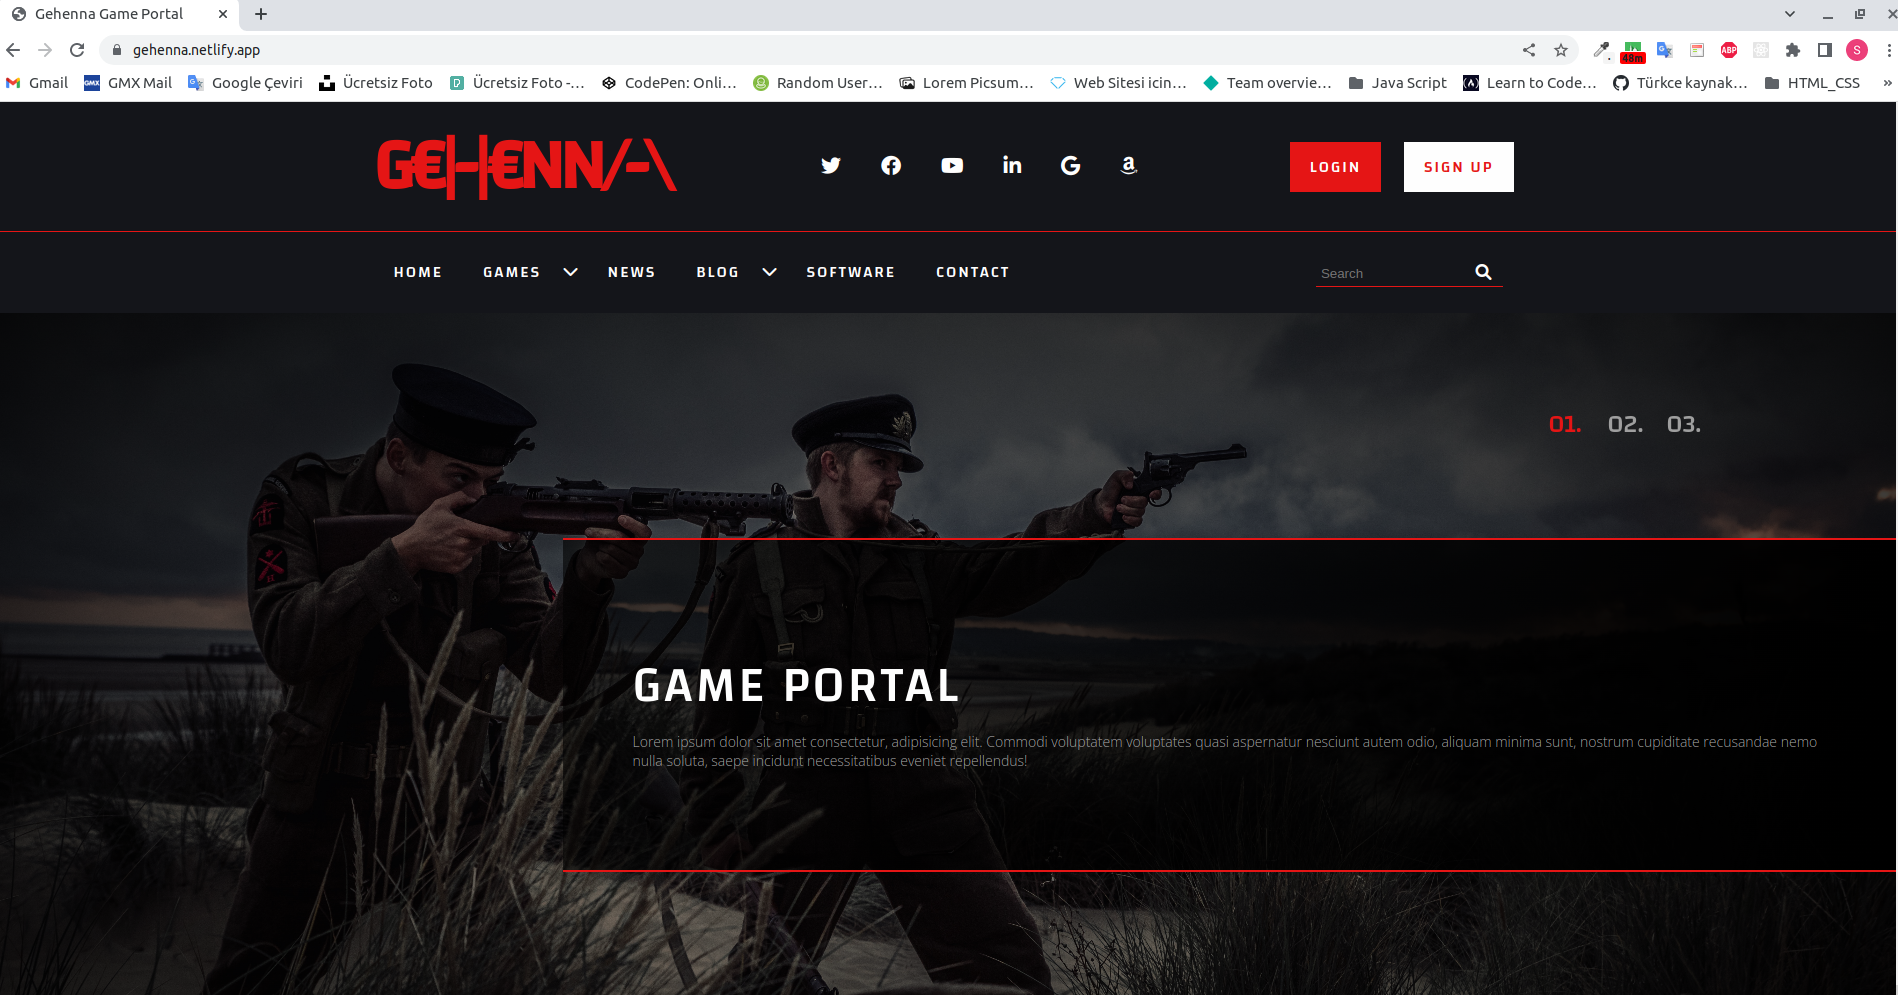 Gehenna Game Portal
gehenna.netlify.app
48m
ABP
S
Gmail
GMX GMX Mail
Google Çeviri
Ücretsiz Foto
Ücretsiz Foto -...
CodePen: Onli...
Random User...
Lorem Picsum...
Web Sitesi icin...
Team overvie...
Java Script
Learn to Code...
Türkce kaynak...
HTML_CSS
»
G€H€NNA
LOGIN
SIGN UP
HOME
GAMES
NEWS
BLOG
SOFTWARE
CONTACT
Search
01. 02. 03.
GAME PORTAL
Lorem ipsum dolor sit amet consectetur, adipisicing elit. Commodi voluptatem voluptates quasi aspernatur nesciunt autem odio, aliquam minima sunt, nostrum cupiditate recusandae nemo
nulla soluta, saepe incidunt necessitatibus eveniet repellendus!